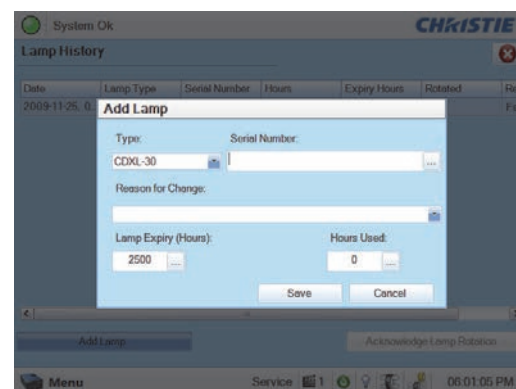 System Ok
CHRISTIE
Lamp History
Date Lamp Type Serial Number Hours Expiry Hours Rotated Re
2009-11-25, 0.
Add Lamp
Type: Serial Number:
CDXL-30 ...
Reason for Change:
Lamp Expiry (Hours): Hours Used:
2500 ... 0 ...
Save Cancel
Add Lamp Acknowledge Lamp Rotation
Menu Service 1 06:01:05 PM